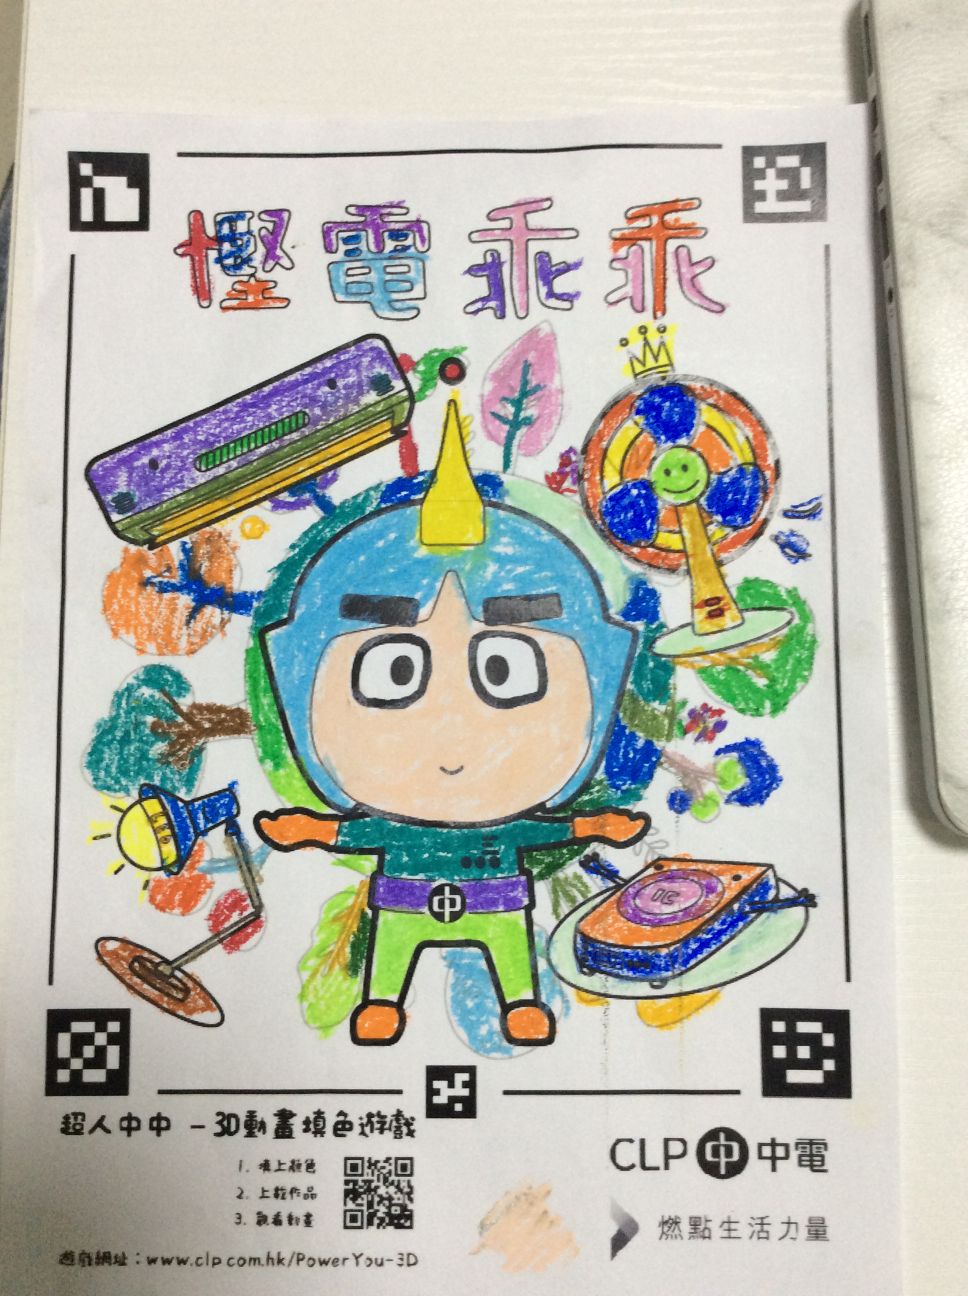 慳電乖乖
中
超人中中 - 3D動畫填色遊戲
1. 填上顏色
2. 上載作品
3. 觀看動畫
遊戲網址：www.clp.com.hk/PowerYou-3D
CLP 中 中電
燃點生活力量